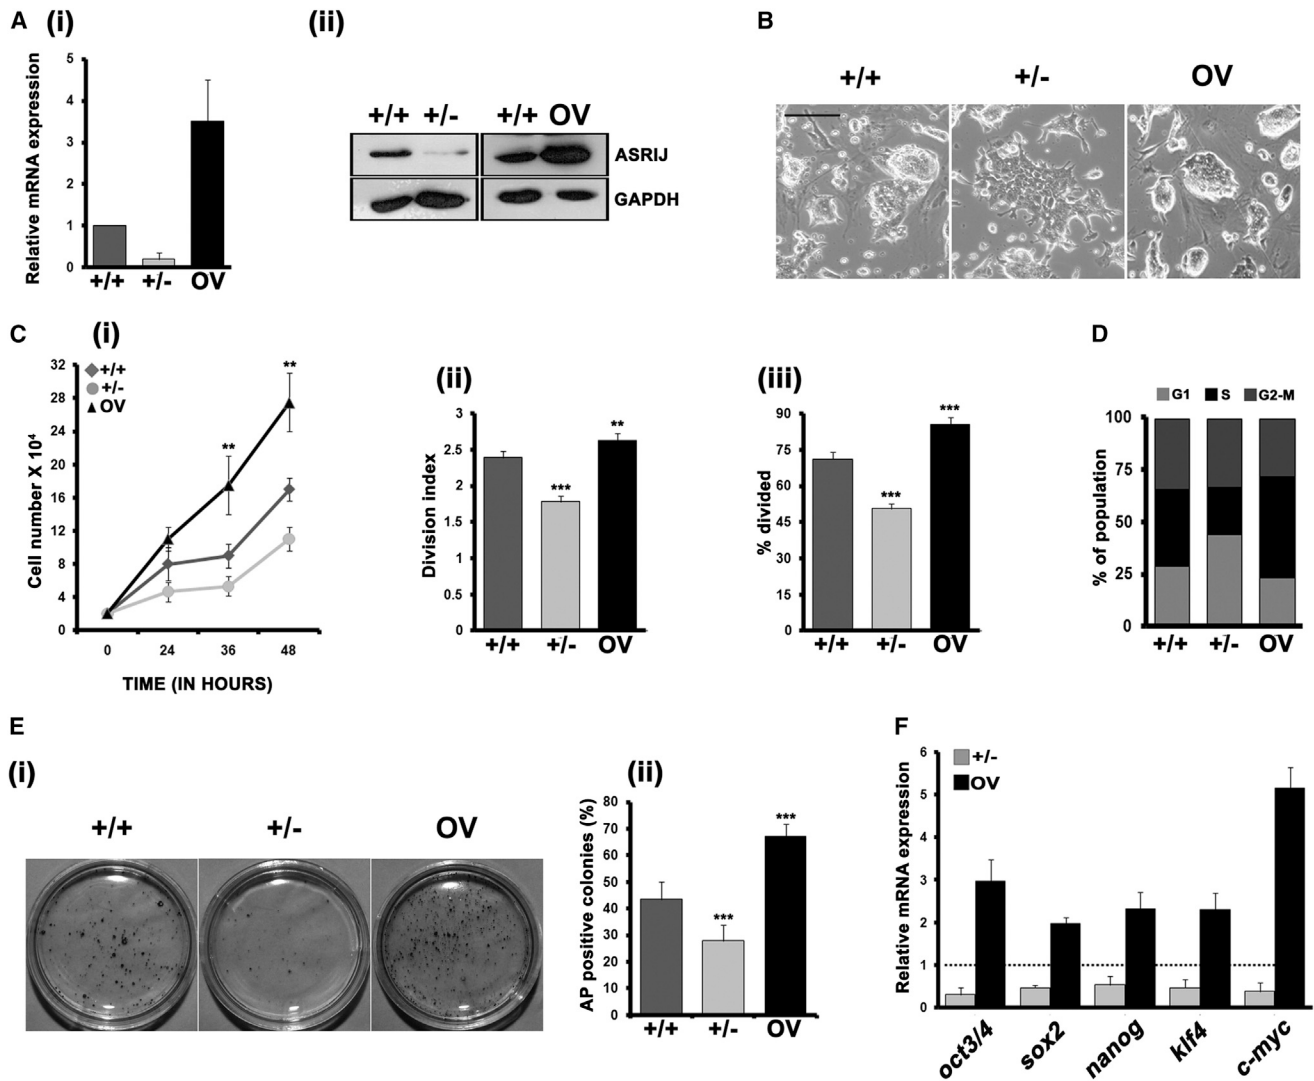 A (i)
Relative mRNA expression
5
4
3
2
1
0
+/+ +/- OV
(ii)
+/+ +/- +/+ OV
ASRIJ
GAPDH
B
+/+ +/- OV
C (i)
Cell number X 10⁴
32
28
24
20
16
12
8
4
0
+/+
+/-
OV
**
**
0 24 36 48
TIME (IN HOURS)
(ii)
Division index
3
2.5
2
1.5
1
0.5
0
***
**
+/+ +/- OV
(iii)
% divided
90
75
60
45
30
15
0
***
***
+/+ +/- OV
D
G1 S G2-M
% of population
100
75
50
25
0
+/+ +/- OV
E
(i)
+/+ +/- OV
(ii)
AP positive colonies (%)
80
70
60
50
40
30
20
10
0
***
***
+/+ +/- OV
F
+/-
OV
Relative mRNA expression
6
5
4
3
2
1
0
oct3/4 sox2 nanog klf4 c-myc